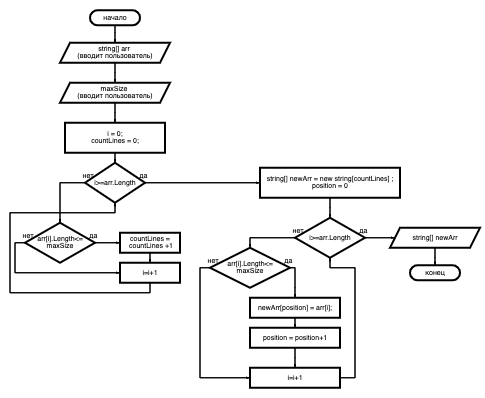 начало
string[] arr
(вводит пользователь)
maxSize
(вводит пользователь)
i = 0;
countLines = 0;
нет
i>=arr.Length
да
string[] newArr = new string[countLines] ;
position = 0
нет
arr[i].Length<=
maxSize
да
countLines =
countLines +1
i=i+1
нет
i>=arr.Length
да
string[] newArr
конец
нет
arr[i].Length<=
maxSize
да
newArr[position] = arr[i];
position = position+1
i=i+1